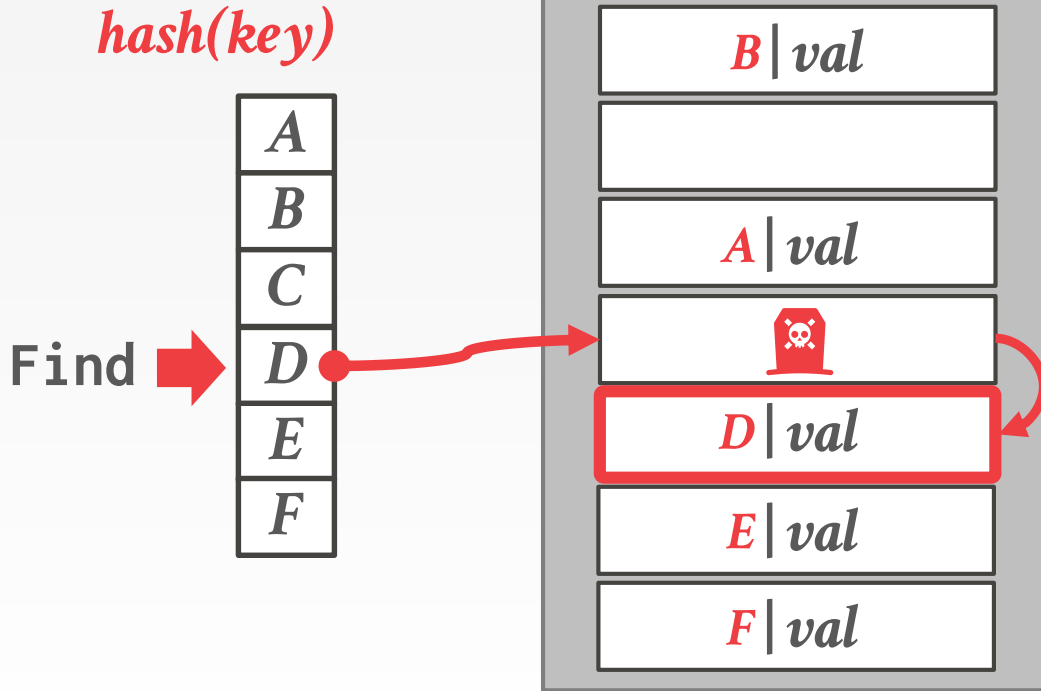 hash(key)
A
B
C
Find
D
E
F
B|val
A|val
D|val
E|val
F|val